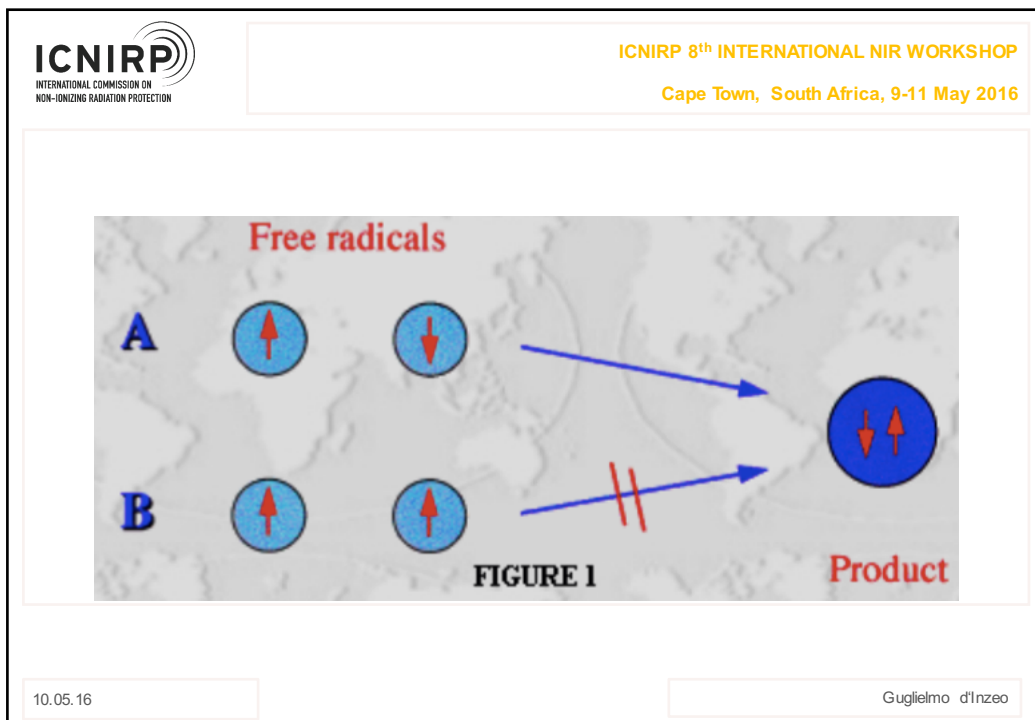 ICNIRP
INTERNATIONAL COMMISSION ON
NON-IONIZING RADIATION PROTECTION
ICNIRP 8th INTERNATIONAL NIR WORKSHOP
Cape Town, South Africa, 9-11 May 2016
Free radicals
A
B
FIGURE 1
Product
10.05.16
Guglielmo d'Inzeo